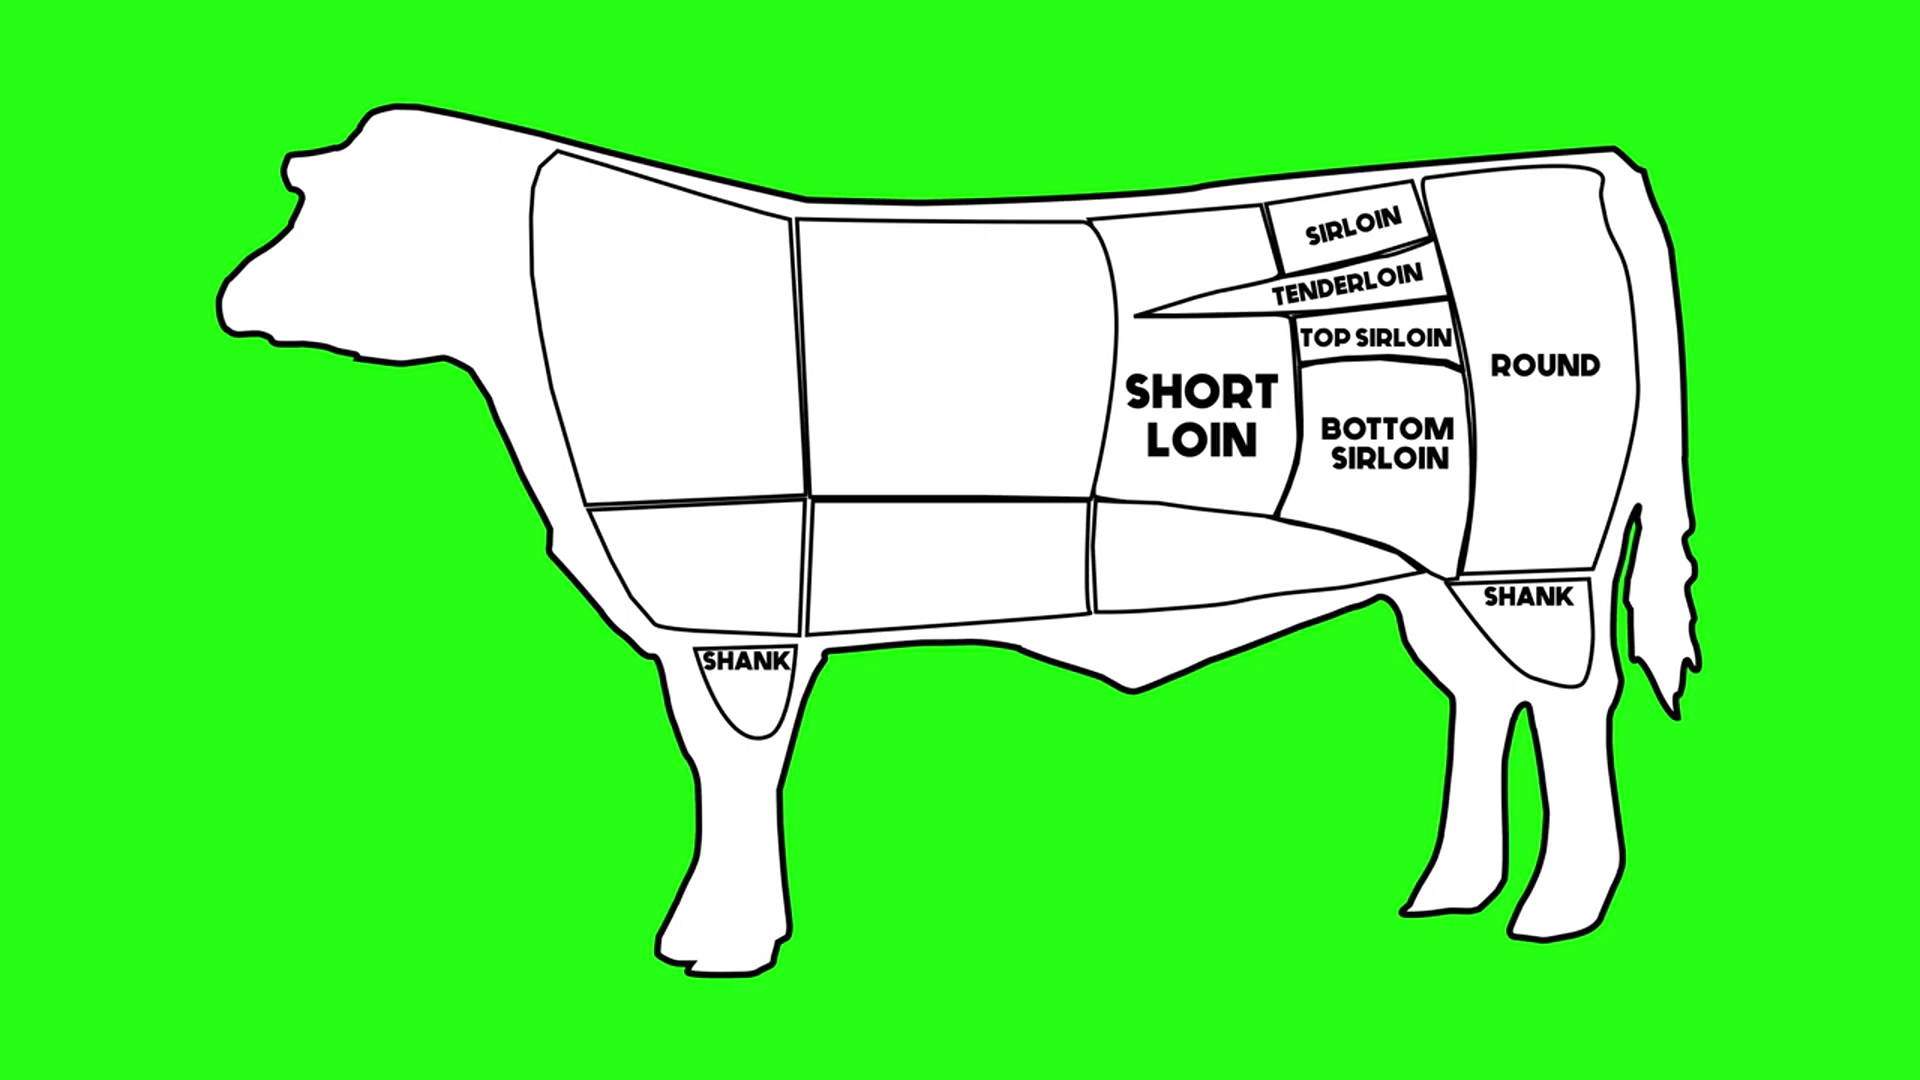 SIRLOIN
TENDERLOIN
TOP SIRLOIN
ROUND
SHORT
LOIN
BOTTOM
SIRLOIN
SHANK
SHANK